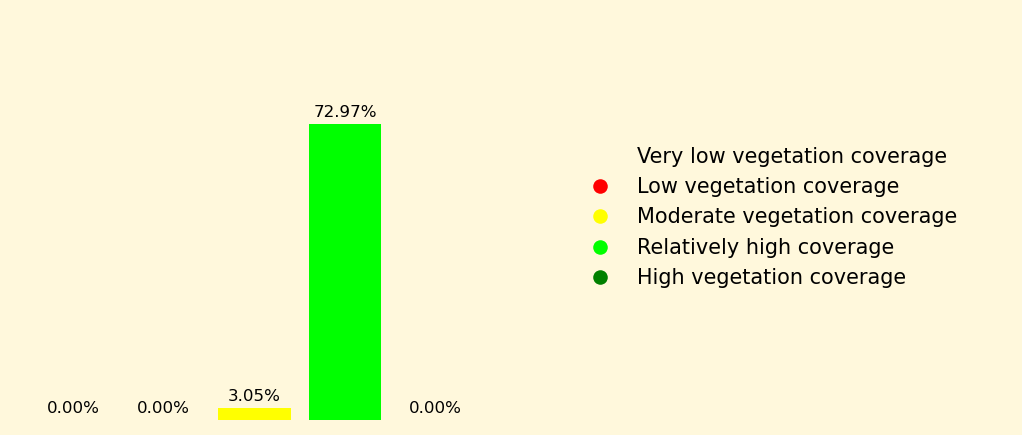 72.97%
3.05%
0.00%
0.00%
0.00%
Very low vegetation coverage
Low vegetation coverage
Moderate vegetation coverage
Relatively high coverage
High vegetation coverage